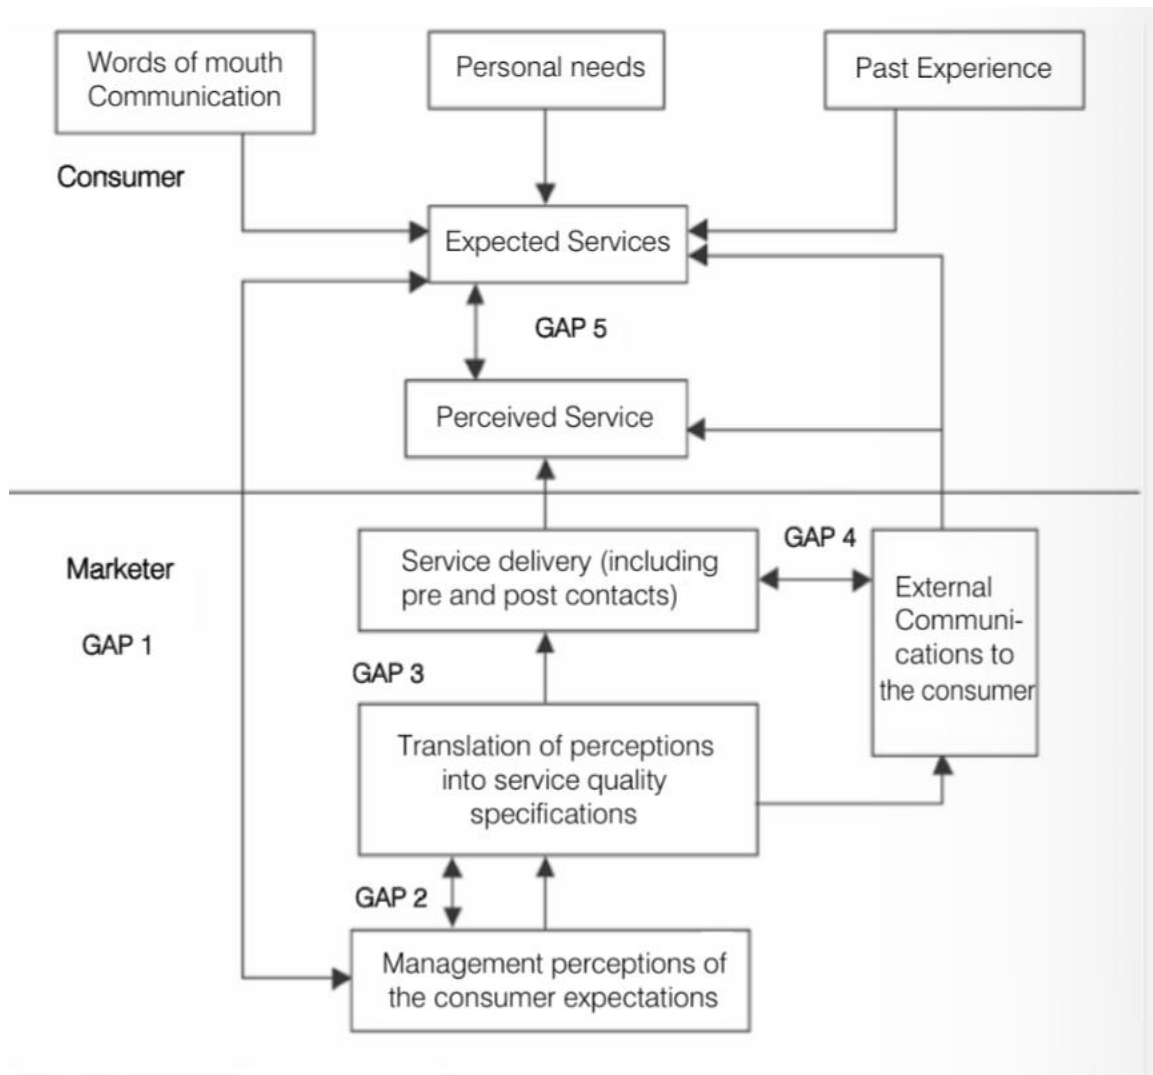 Words of mouth
Communication
Personal needs
Past Experience
Consumer
Expected Services
GAP 5
Perceived Service
Marketer
GAP 1
Service delivery (including
pre and post contacts)
GAP 4
External
Communi-
cations to
the consumer
GAP 3
Translation of perceptions
into service quality
specifications
GAP 2
Management perceptions of
the consumer expectations